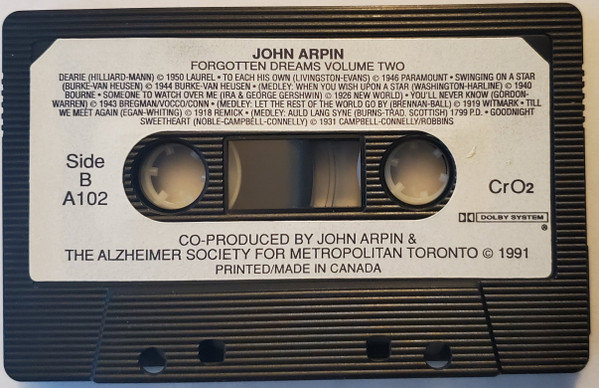 JOHN ARPIN
FORGOTTEN DREAMS VOLUME TWO
DEARIE (HILLIARD-MANN) © 1950 LAUREL • TO EACH HIS OWN (LIVINGSTON-EVANS) © 1946 PARAMOUNT • SWINGING ON A STAR
(BURKE-VAN HEUSEN) © 1944 BURKE-VAN HEUSEN • (MEDLEY: WHEN YOU WISH UPON A STAR (WASHINGTON-HARLINE) © 1940
BOURNE • SOMEONE TO WATCH OVER ME (IRA & GEORGE GERSHWIN) © 1926 NEW WORLD) • YOU'LL NEVER KNOW (GORDON-
WARREN) © 1943 BREGMAN/VOCCO/CONN • (MEDLEY: LET THE REST OF THE WORLD GO BY (BRENNAN-BALL) © 1919 WITMARK • TILL
WE MEET AGAIN (EGAN-WHITING) © 1918 REMICK • (MEDLEY: AULD LANG SYNE (BURNS-TRAD. SCOTTISH) 1799 P.D. • GOODNIGHT
SWEETHEART (NOBLE-CAMPBELL-CONNELLY) © 1931 CAMPBELL-CONNELLY/ROBBINS
Side
B
A102
CrO2
DOLBY SYSTEM
®
CO-PRODUCED BY JOHN ARPIN &
THE ALZHEIMER SOCIETY FOR METROPOLITAN TORONTO © 1991
PRINTED/MADE IN CANADA